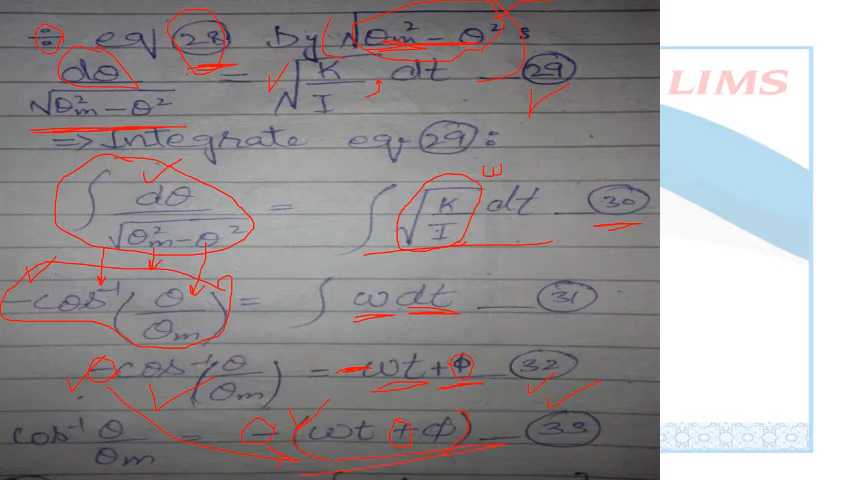 ÷ eq (28) By √θm² − θ² :
dθ / √θm² − θ² = √K/I , dt — (29)
⇒ Integrate eq (29) :
ω
∫ dθ / √θm² − θ² = ∫ √K/I dt — (30)
−cos⁻¹(θ/θm) = ∫ ω dt — (31)
−cos⁻¹(θ/θm) = −ωt + φ — (32)
cos⁻¹ θ/θm = −(ωt + φ) — (33)
LIMS